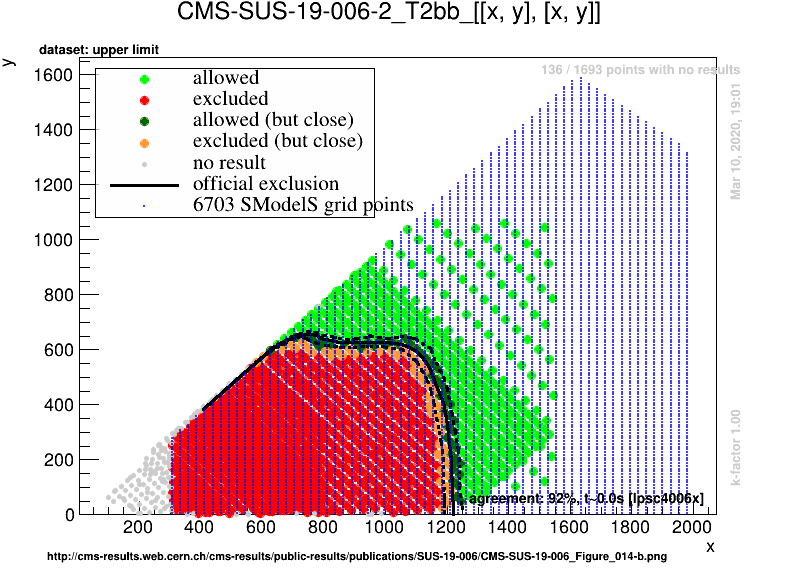 CMS-SUS-19-006-2_T2bb_[[x, y], [x, y]]
dataset: upper limit
y
136 / 1693 points with no results
allowed
excluded
allowed (but close)
excluded (but close)
no result
official exclusion
6703 SModelS grid points
Mar 10, 2020, 19:01
k-factor 1.00
1600
1400
1200
1000
800
600
400
200
0
agreement: 92%, t~0.0s [lpsc4006x]
200 400 600 800 1000 1200 1400 1600 1800 2000
x
http://cms-results.web.cern.ch/cms-results/public-results/publications/SUS-19-006/CMS-SUS-19-006_Figure_014-b.png